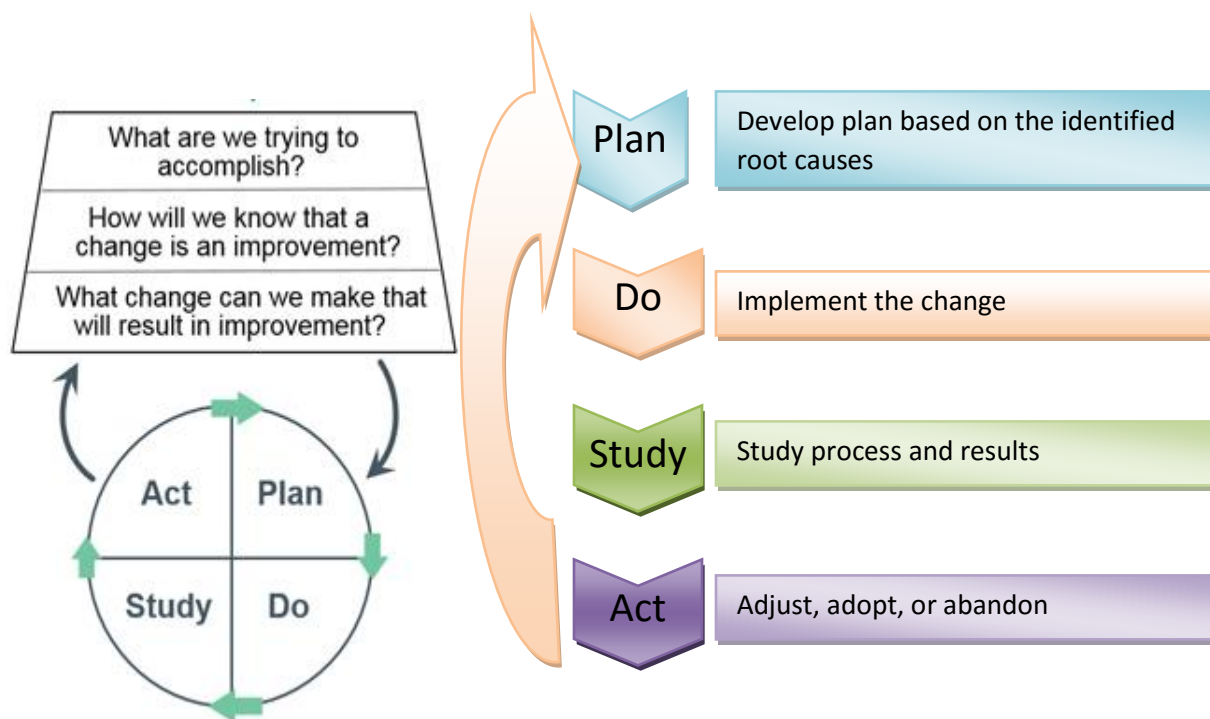 What are we trying to
accomplish?
How will we know that a
change is an improvement?
What change can we make that
will result in improvement?
Act
Plan
Study
Do
Plan
Develop plan based on the identified
root causes
Do
Implement the change
Study
Study process and results
Act
Adjust, adopt, or abandon